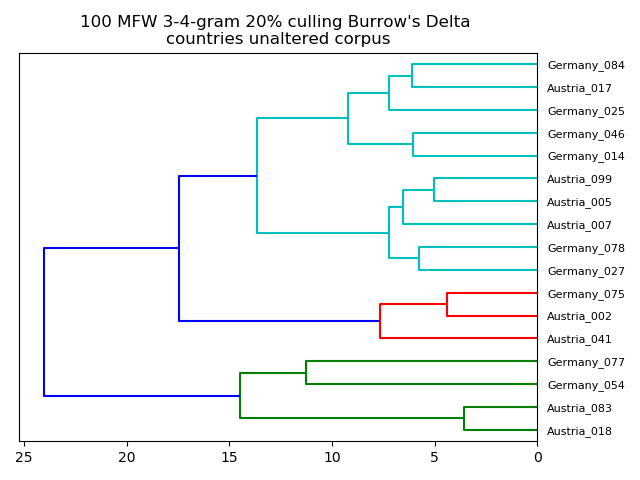 100 MFW 3-4-gram 20% culling Burrow's Delta
countries unaltered corpus
Germany_084
Austria_017
Germany_025
Germany_046
Germany_014
Austria_099
Austria_005
Austria_007
Germany_078
Germany_027
Germany_075
Austria_002
Austria_041
Germany_077
Germany_054
Austria_083
Austria_018
25 20 15 10 5 0